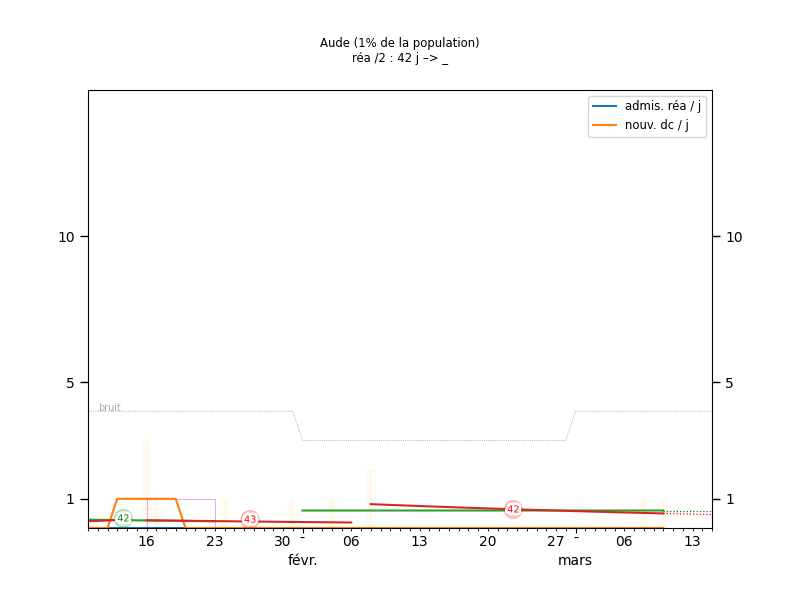 Aude (1% de la population)
réa /2 : 42 j –> _
admis. réa / j
nouv. dc / j
10 10
5 5
bruit
1 1
42 43 42
16 23 30 - 06 13 20 27 - 06 13
févr. mars